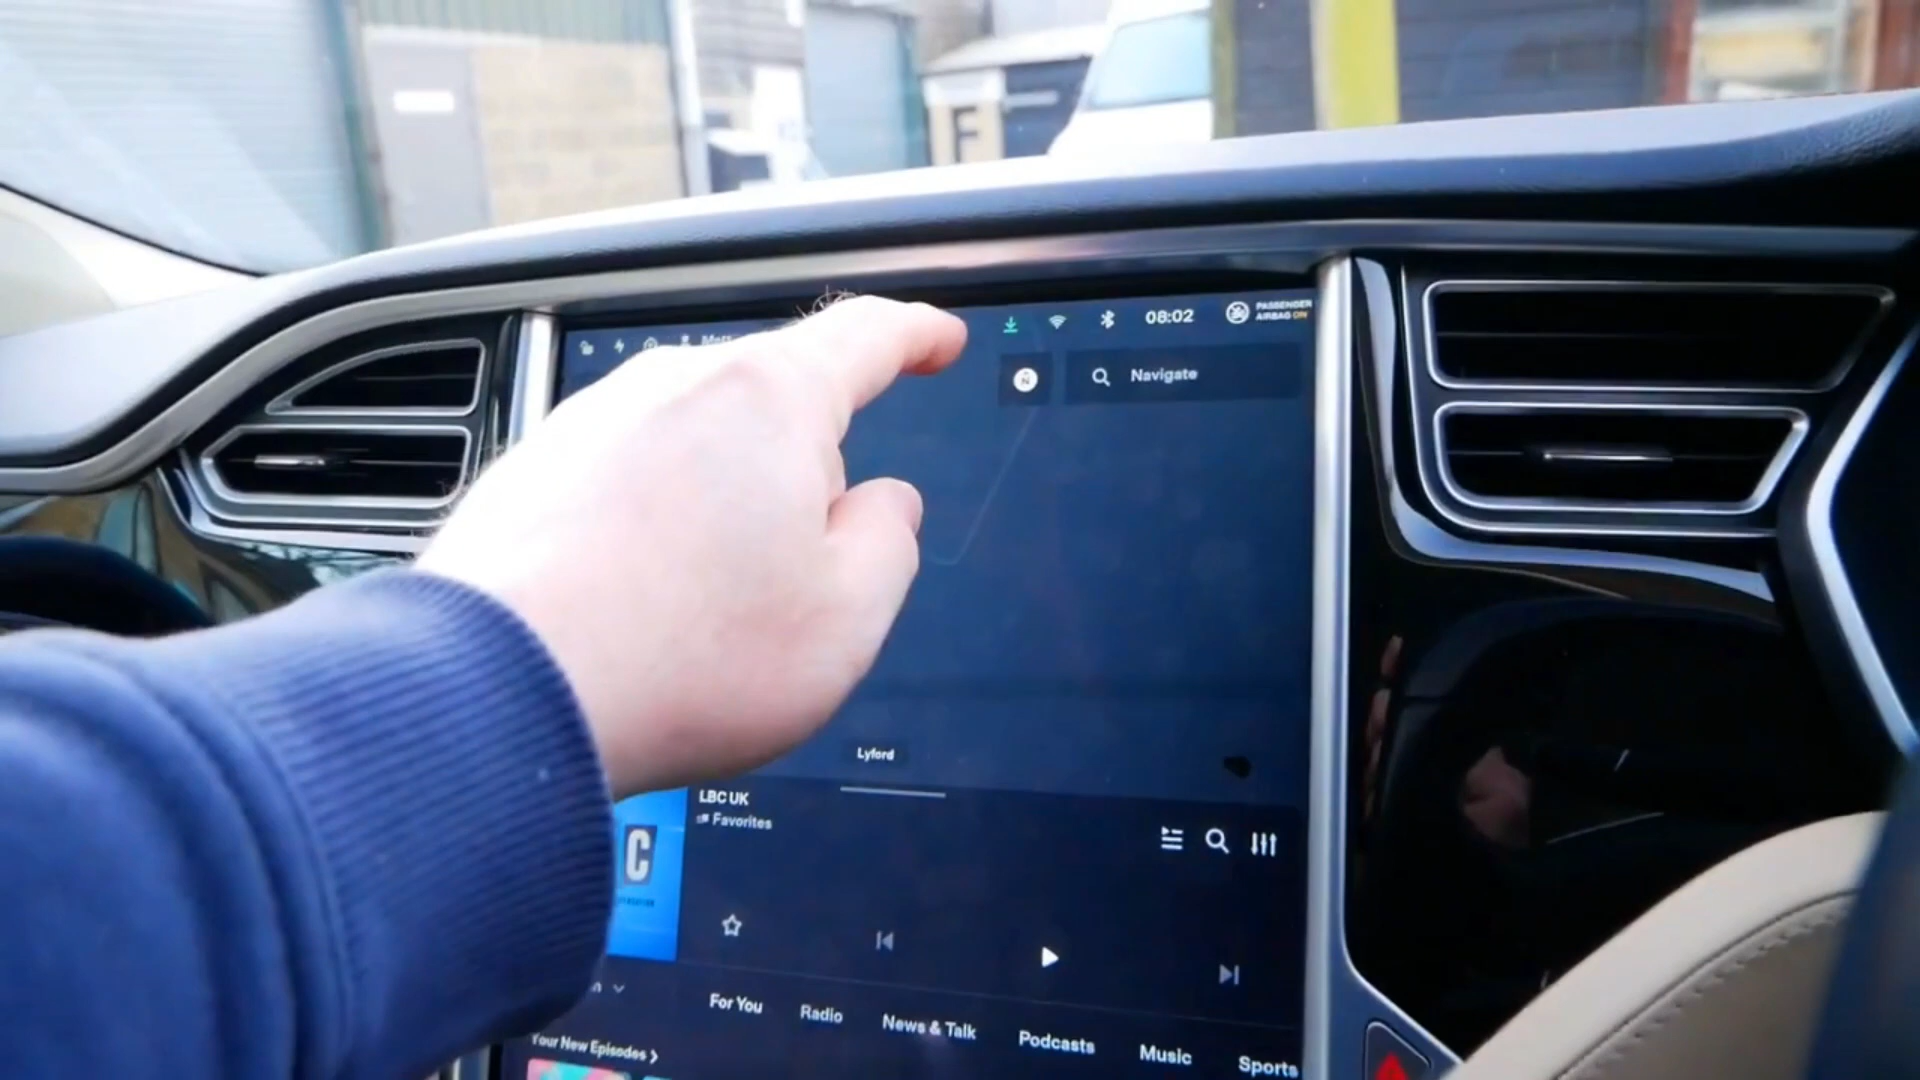 F
08:02
PASSENGER
AIRBAG ON
N
Navigate
Lyford
LBC UK
Favorites
C
For You
Radio
News & Talk
Podcasts
Music
Sports
Your New Episodes